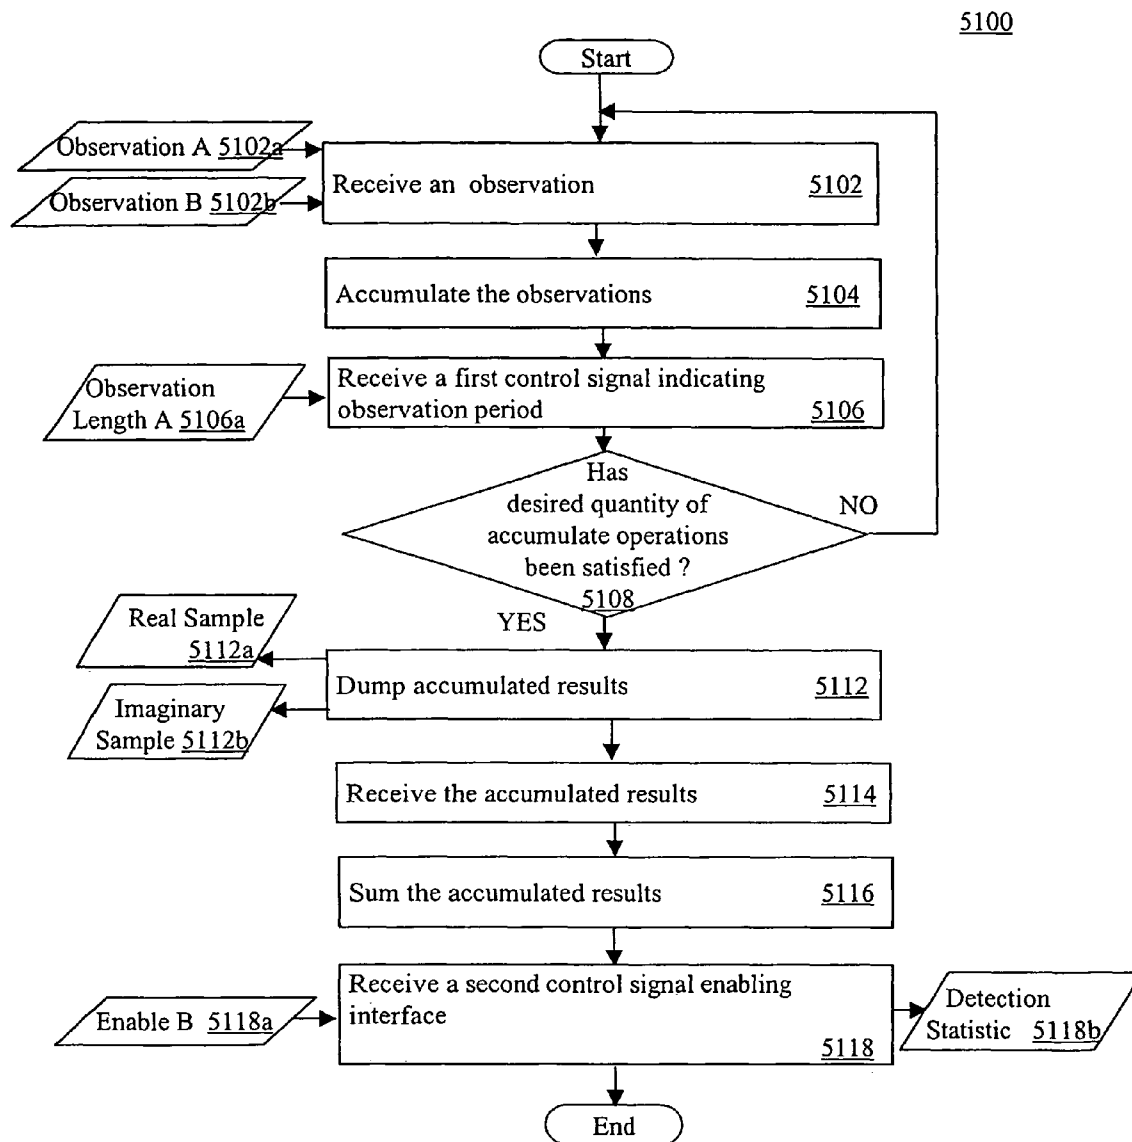 5100
Start
Observation A 5102a
Observation B 5102b
Receive an observation 5102
Accumulate the observations 5104
Observation
Length A 5106a
Receive a first control signal indicating
observation period 5106
Has
desired quantity of
accumulate operations
been satisfied ?
5108
NO
YES
Real Sample
5112a
Imaginary
Sample 5112b
Dump accumulated results 5112
Receive the accumulated results 5114
Sum the accumulated results 5116
Enable B 5118a
Receive a second control signal enabling
interface
5118
Detection
Statistic 5118b
End